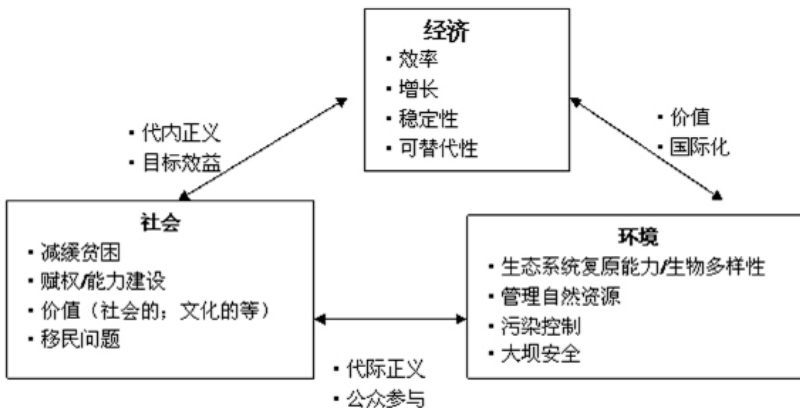 经济
▪ 效率
▪ 增长
▪ 稳定性
▪ 可替代性
▪ 代内正义
▪ 目标效益
▪ 价值
▪ 国际化
社会
▪ 减缓贫困
▪ 赋权/能力建设
▪ 价值（社会的；文化的等）
▪ 移民问题
环境
▪ 生态系统复原能力/生物多样性
▪ 管理自然资源
▪ 污染控制
▪ 大坝安全
▪ 代际正义
▪ 公众参与